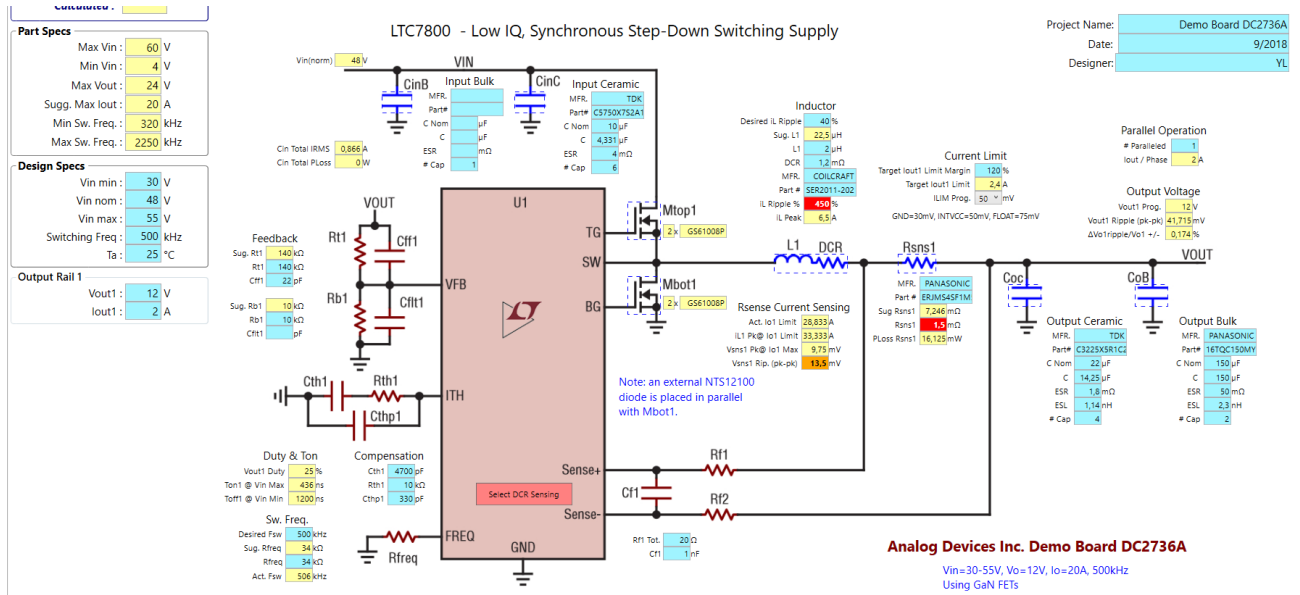 Calculated :
Part Specs
Max Vin : 60 V
Min Vin : 4 V
Max Vout : 24 V
Sugg. Max Iout : 20 A
Min Sw. Freq. : 320 kHz
Max Sw. Freq. : 2250 kHz
Design Specs
Vin min : 30 V
Vin nom : 48 V
Vin max : 55 V
Switching Freq : 500 kHz
Ta : 25 °C
Output Rail 1
Vout1 : 12 V
Iout1 : 2 A
LTC7800 - Low IQ, Synchronous Step-Down Switching Supply
Project Name: Demo Board DC2736A
Date: 9/2018
Designer: YL
Vin(norm) 48 V
VIN
CinB
Input Bulk
MFR.
Part#
C Nom µF
C µF
ESR mΩ
# Cap 1
CinC
Input Ceramic
MFR. TDK
Part# C5750X7S2A1
C Nom 10 µF
C 4,331 µF
ESR 4 mΩ
# Cap 6
Cin Total IRMS 0,866 A
Cin Total PLoss 0 W
Inductor
Desired iL Ripple 40 %
Sug. L1 22,5 µH
L1 2 µH
DCR 1,2 mΩ
MFR. COILCRAFT
Part # SER2011-202
iL Ripple % 450 %
IL Peak 6,5 A
Current Limit
Target Iout1 Limit Margin 120 %
Target Iout1 Limit 2,4 A
ILIM Prog. 50 mV
GND=30mV, INTVCC=50mV, FLOAT=75mV
Parallel Operation
# Paralleled 1
Iout / Phase 2 A
Output Voltage
Vout1 Prog. 12 V
Vout1 Ripple (pk-pk) 41,715 mV
ΔVo1ripple/Vo1 +/- 0,174 %
U1
TG
SW
BG
VFB
ITH
FREQ
GND
Sense+
Sense-
Select DCR Sensing
Mtop1
2 x GS61008P
Mbot1
2 x GS61008P
L1 DCR
Rsns1
VOUT
VOUT
Feedback
Sug. Rt1 140 kΩ
Rt1 140 kΩ
Cff1 22 pF
Sug. Rb1 10 kΩ
Rb1 10 kΩ
Cflt1 pF
Rt1
Cff1
Rb1
Cflt1
Rsense Current Sensing
Act. Io1 Limit 28,833 A
IL1 Pk@ Io1 Limit 33,333 A
Vsns1 Pk@ Io1 Max 9,75 mV
Vsns1 Rip. (pk-pk) 13,5 mV
MFR. PANASONIC
Part # ERJMS4SF1M
Sug Rsns1 7,246 mΩ
Rsns1 1,5 mΩ
PLoss Rsns1 16,125 mW
Coc
CoB
Output Ceramic
MFR. TDK
Part# C3225X5R1C2
C Nom 22 µF
C 14,25 µF
ESR 1,8 mΩ
ESL 1,14 nH
# Cap 4
Output Bulk
MFR. PANASONIC
Part# 16TQC150MY
C Nom 150 µF
C 150 µF
ESR 50 mΩ
ESL 2,3 nH
# Cap 2
Note: an external NTS12100
diode is placed in parallel
with Mbot1.
Cth1
Rth1
Cthp1
Duty & Ton
Vout1 Duty 25 %
Ton1 @ Vin Max 436 ns
Toff1 @ Vin Min 1200 ns
Compensation
Cth1 4700 pF
Rth1 10 kΩ
Cthp1 330 pF
Sw. Freq.
Desired Fsw 500 kHz
Sug. Rfreq 34 kΩ
Rfreq 34 kΩ
Act. Fsw 506 kHz
Rfreq
Rf1
Cf1
Rf2
Rf1 Tot. 20 Ω
Cf1 1 nF
Analog Devices Inc. Demo Board DC2736A
Vin=30-55V, Vo=12V, Io=20A, 500kHz
Using GaN FETs